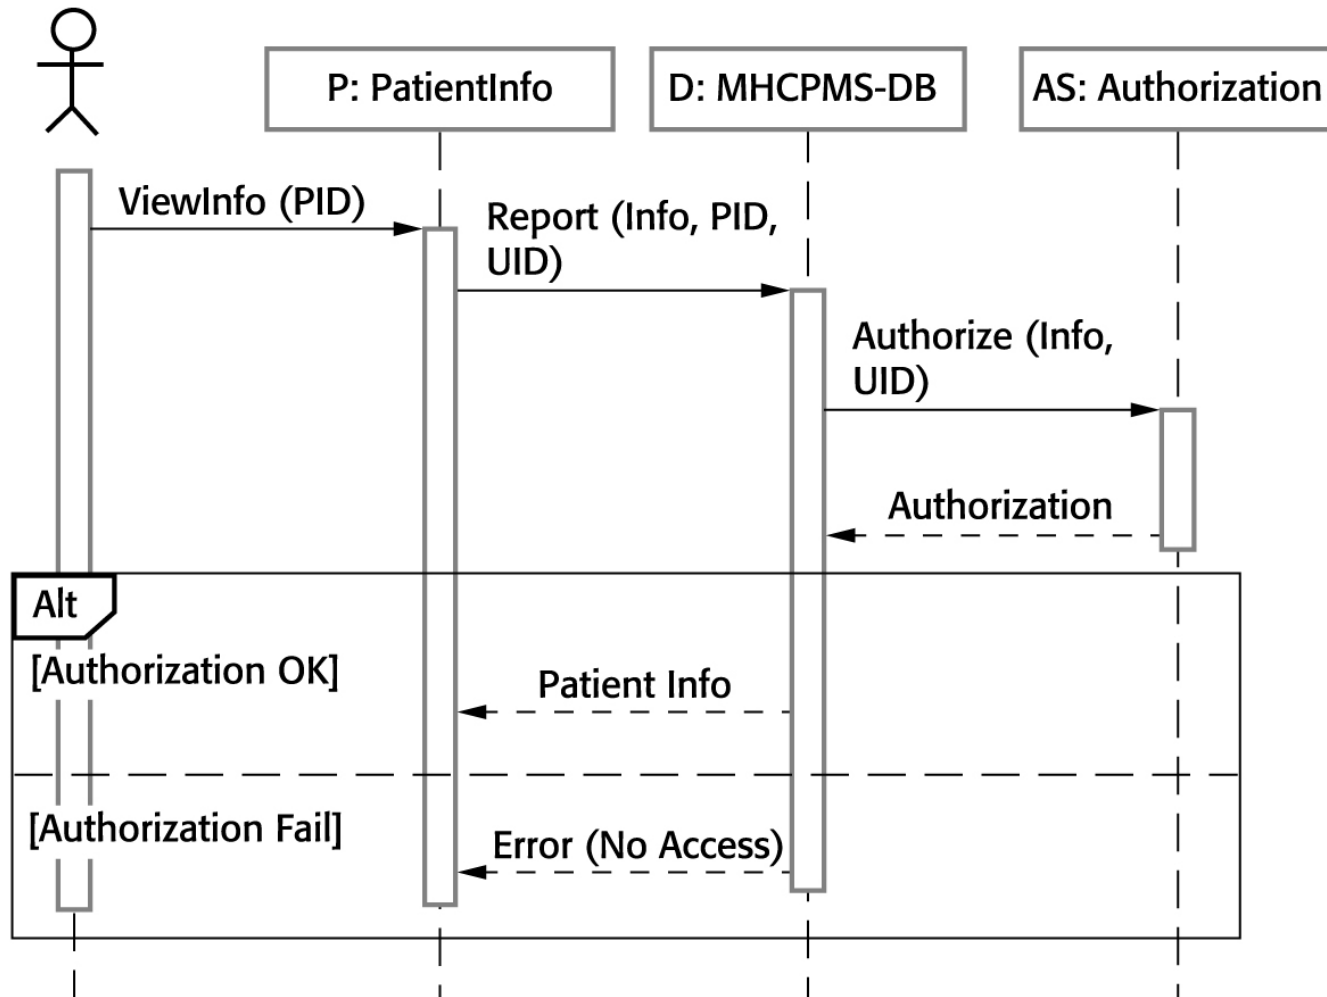 P: PatientInfo
D: MHCPMS-DB
AS: Authorization
ViewInfo (PID)
Report (Info, PID,
UID)
Authorize (Info,
UID)
Authorization
Alt
[Authorization OK]
Patient Info
[Authorization Fail]
Error (No Access)